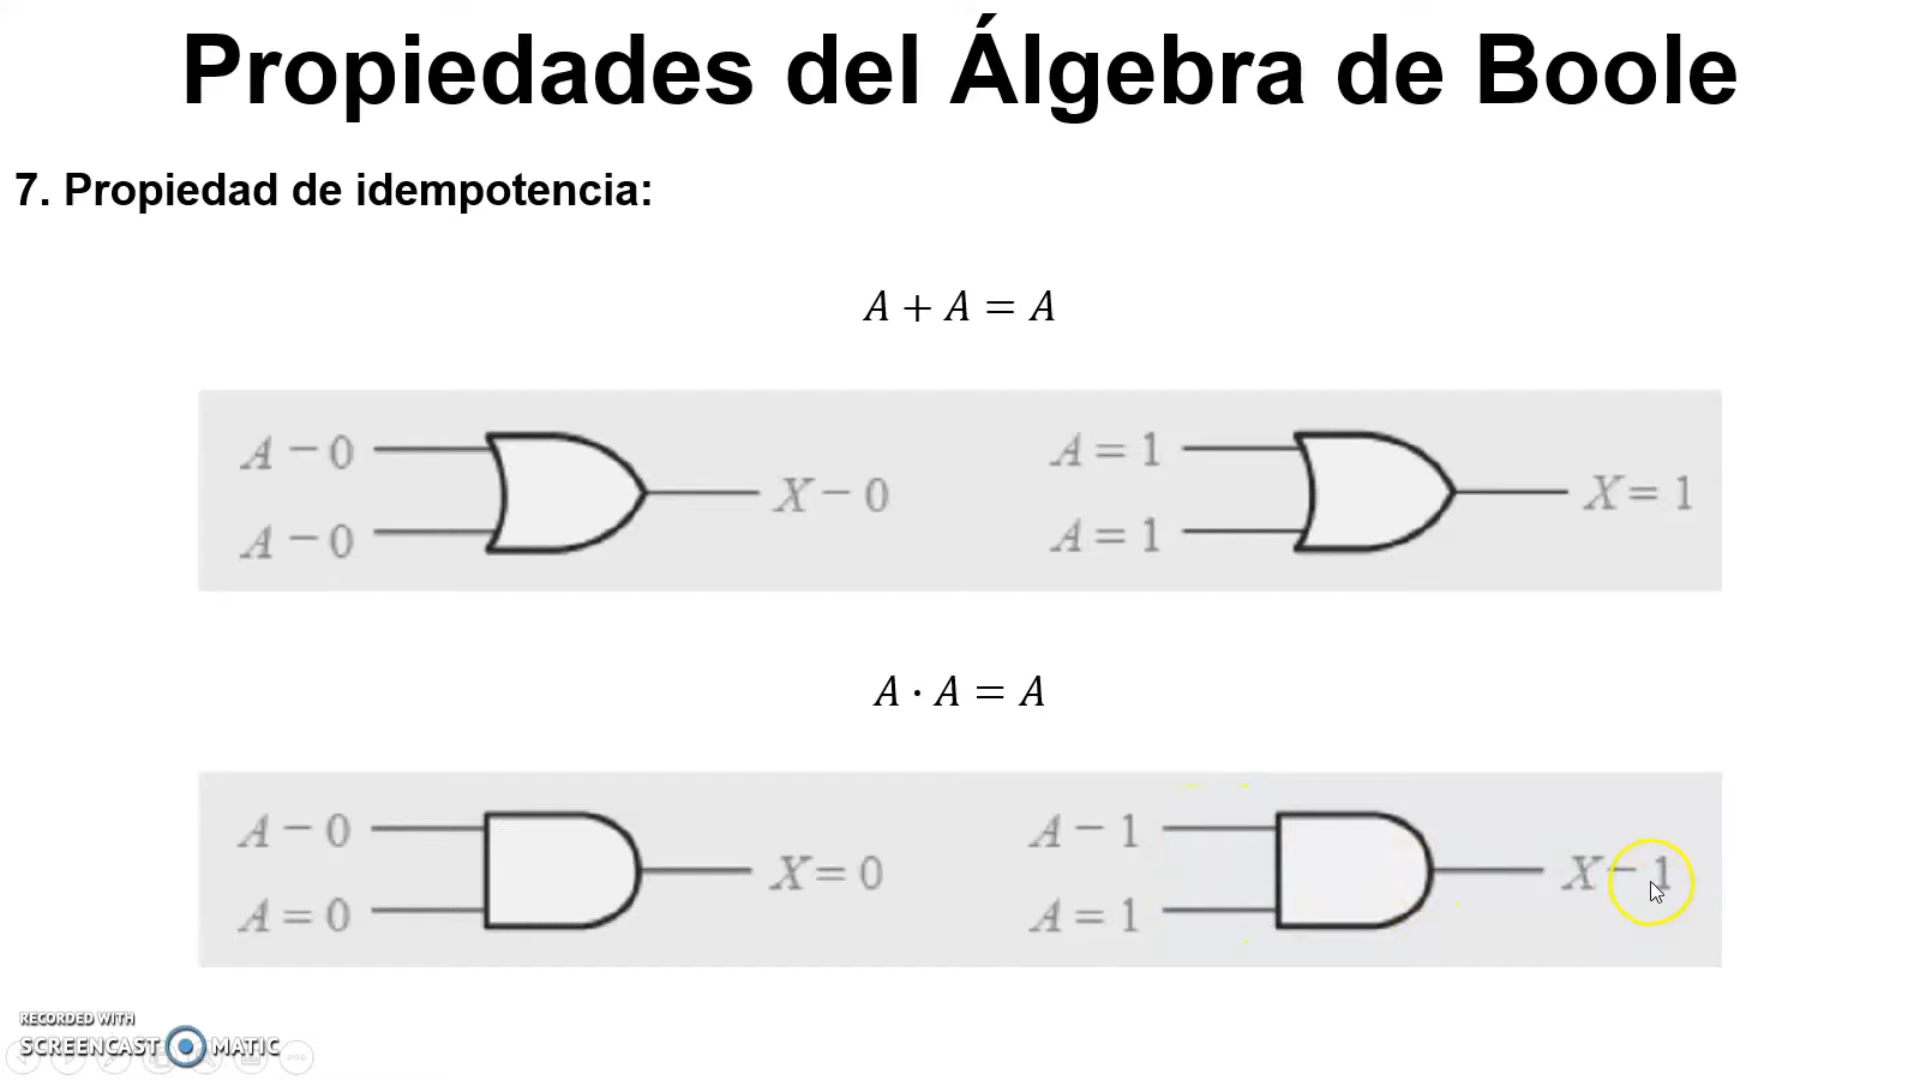 Propiedades del Álgebra de Boole
7. Propiedad de idempotencia:
A + A = A
A − 0
A − 0
X − 0
A = 1
A = 1
X = 1
A · A = A
A − 0
A = 0
X = 0
A − 1
A = 1
X − 1
RECORDED WITH
SCREENCAST MATIC